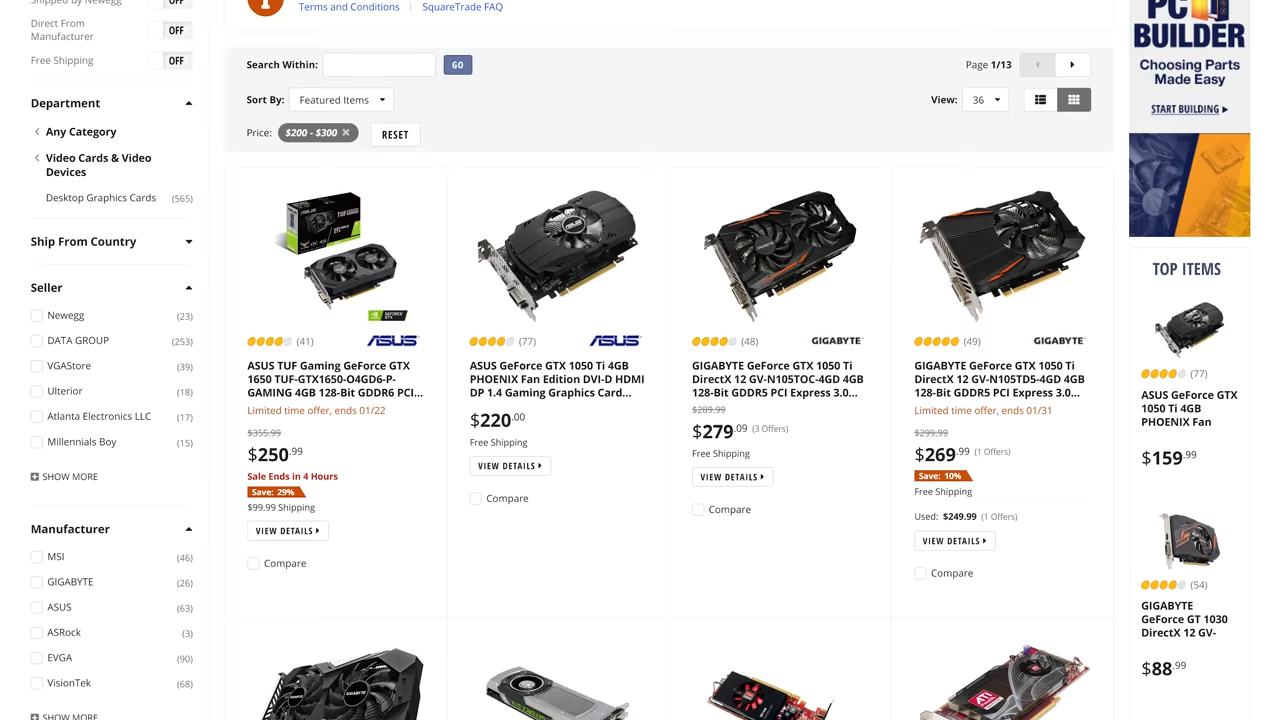 Shipped By Newegg
OFF
Direct From
Manufacturer
OFF
Free Shipping
OFF
Department
Any Category
Video Cards & Video
Devices
Desktop Graphics Cards (565)
Ship From Country
Seller
Newegg (23)
DATA GROUP (253)
VGAStore (39)
Ulterior (18)
Atlanta Electronics LLC (17)
Millennials Boy (15)
SHOW MORE
Manufacturer
MSI (46)
GIGABYTE (26)
ASUS (63)
ASRock (3)
EVGA (90)
VisionTek (68)
SHOW MORE
Terms and Conditions
SquareTrade FAQ
Search Within:
GO
Page 1/13
Sort By: Featured Items
View: 36
Price: $200 - $300
RESET
(41)
ASUS
ASUS TUF Gaming GeForce GTX
1650 TUF-GTX1650-O4GD6-P-
GAMING 4GB 128-Bit GDDR6 PCI...
Limited time offer, ends 01/22
$355.99
$250.99
Sale Ends in 4 Hours
Save: 29%
$99.99 Shipping
VIEW DETAILS
Compare
(77)
ASUS
ASUS GeForce GTX 1050 Ti 4GB
PHOENIX Fan Edition DVI-D HDMI
DP 1.4 Gaming Graphics Card...
$220.00
Free Shipping
VIEW DETAILS
Compare
(48)
GIGABYTE
GIGABYTE GeForce GTX 1050 Ti
DirectX 12 GV-N105TOC-4GD 4GB
128-Bit GDDR5 PCI Express 3.0...
$289.99
$279.09 (3 Offers)
Free Shipping
VIEW DETAILS
Compare
(49)
GIGABYTE
GIGABYTE GeForce GTX 1050 Ti
DirectX 12 GV-N105TD5-4GD 4GB
128-Bit GDDR5 PCI Express 3.0...
Limited time offer, ends 01/31
$299.99
$269.99 (1 Offers)
Save: 10%
Free Shipping
Used: $249.99 (1 Offers)
VIEW DETAILS
Compare
PC
BUILDER
Choosing Parts
Made Easy
START BUILDING
TOP ITEMS
(77)
ASUS GeForce GTX
1050 Ti 4GB
PHOENIX Fan
$159.99
(54)
GIGABYTE
GeForce GT 1030
DirectX 12 GV-
$88.99